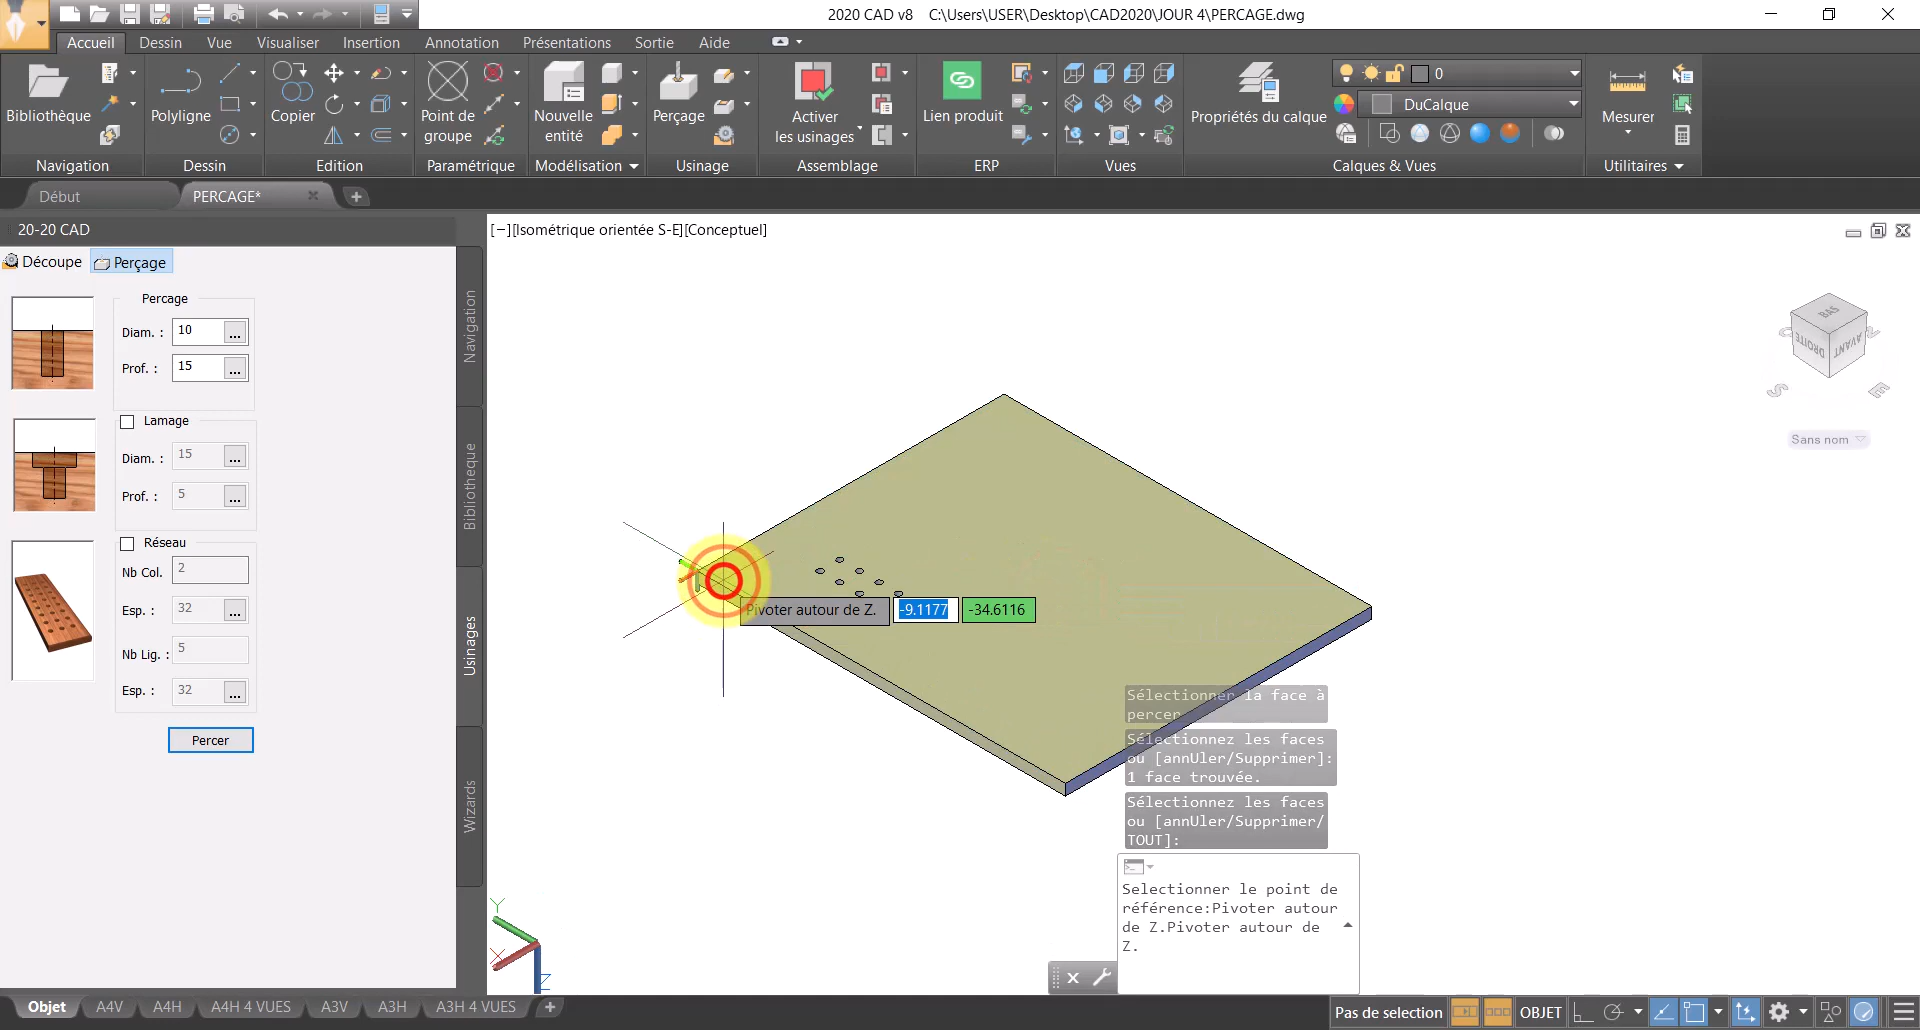 2020 CAD v8 C:\Users\USER\Desktop\CAD2020\JOUR 4\PERCAGE.dwg
Accueil Dessin Vue Visualiser Insertion Annotation Présentations Sortie Aide
Bibliothèque
Polyligne
Copier
Point de
groupe
Nouvelle
entité
Perçage
Activer
les usinages
Lien produit
Propriétés du calque
0
DuCalque
Mesurer
Navigation Dessin Edition Paramétrique Modélisation Usinage Assemblage ERP Vues Calques & Vues Utilitaires
Début PERCAGE*
20-20 CAD
Découpe Perçage
Percage
Diam. : 10 ...
Prof. : 15 ...
Lamage
Diam. : 15 ...
Prof. : 5 ...
Réseau
Nb Col. 2
Esp. : 32 ...
Nb Lig. : 5
Esp. : 32 ...
Percer
Navigation
Bibliotheque
Usinages
Wizards
[−][Isométrique orientée S-E][Conceptuel]
BAS
DROITE
AVANT
S
E
Sans nom
Pivoter autour de Z. -9.1177 -34.6116
Sélectionner la face à
percer
Sélectionnez les faces
ou [annUler/Supprimer]:
1 face trouvée.
Sélectionnez les faces
ou [annUler/Supprimer/
TOUT]:
Selectionner le point de
référence:Pivoter autour
de Z.Pivoter autour de
Z.
Y
X
Z
Objet A4V A4H A4H 4 VUES A3V A3H A3H 4 VUES
Pas de selection OBJET